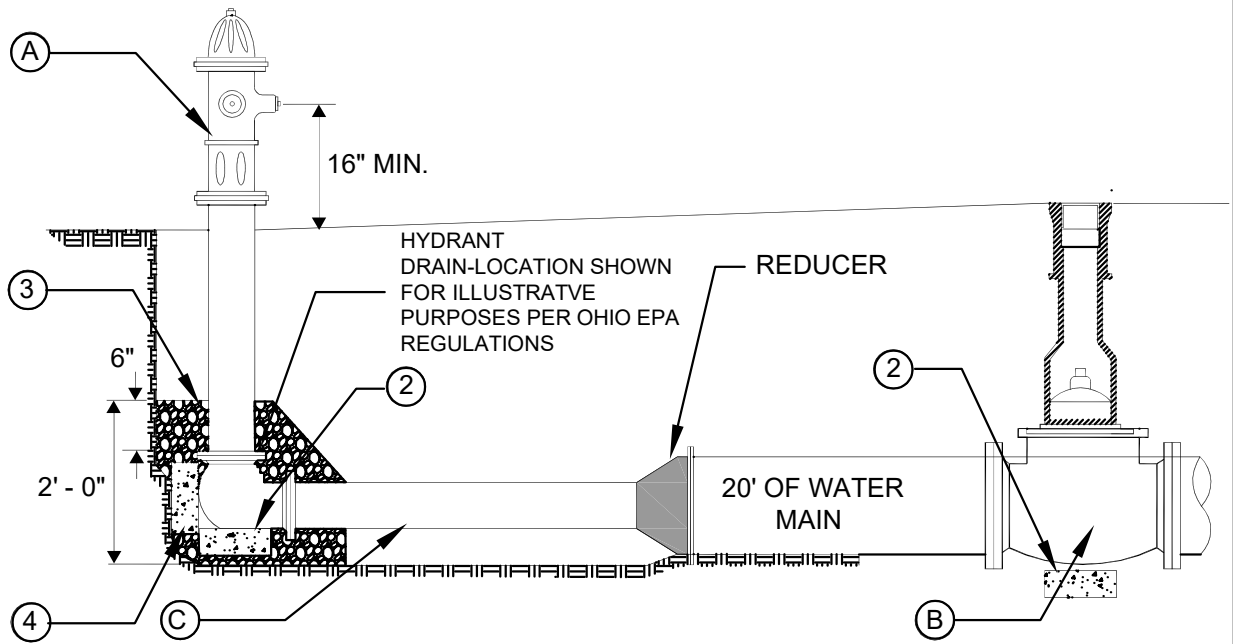 A
16" MIN.
HYDRANT
DRAIN-LOCATION SHOWN
FOR ILLUSTRATVE
PURPOSES PER OHIO EPA
REGULATIONS
REDUCER
3
6"
2
2
2' - 0"
20' OF WATER
MAIN
4
C
B